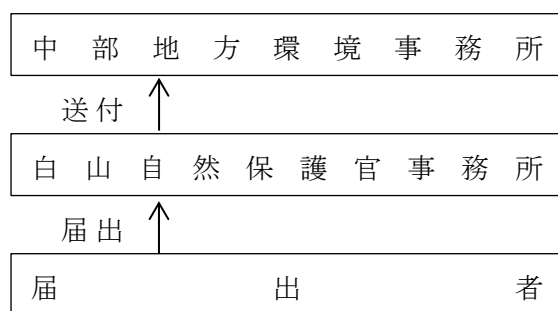 中部地方環境事務所
送付
白山自然保護官事務所
届出
届出者